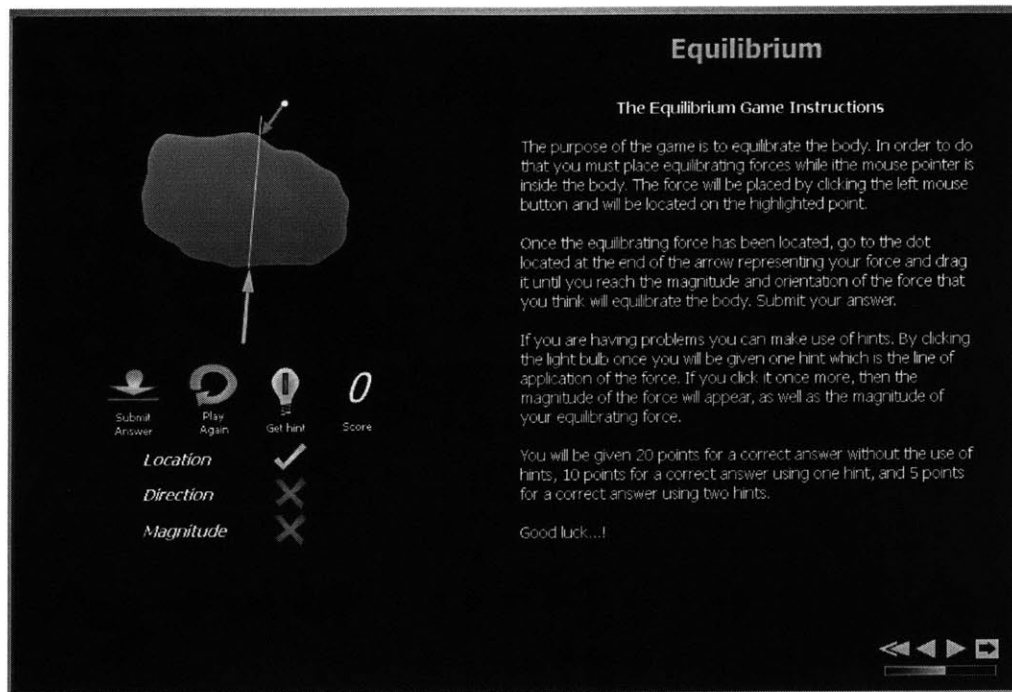 Equilibrium
The Equilibrium Game Instructions
The purpose of the game is to equilibrate the body. In order to do
that you must place equilibrating forces while ithe mouse pointer is
inside the body. The force will be placed by clicking the left mouse
button and will be located on the highlighted point.
Once the equilibrating force has been located, go to the dot
located at the end of the arrow representing your force and drag
it until you reach the magnitude and orientation of the force that
you think will equilibrate the body. Submit your answer.
If you are having problems you can make use of hints. By clicking
the light bulb once you will be given one hint which is the line of
application of the force. If you click it once more, then the
magnitude of the force will appear, as well as the magnitude of
your equilibrating force.
You will be given 20 points for a correct answer without the use of
hints, 10 points for a correct answer using one hint, and 5 points
for a correct answer using two hints.
Good luck...!
0
Submit
Answer
Play
Again
Get hint
Score
Location
Direction
Magnitude